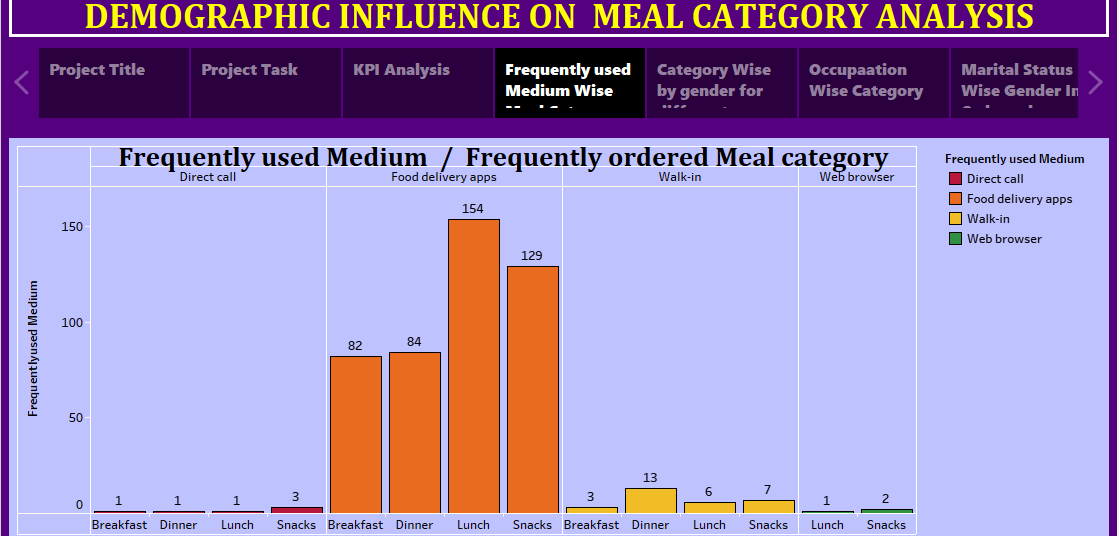 DEMOGRAPHIC INFLUENCE ON  MEAL CATEGORY ANALYSIS
Project Title
Project Task
KPI Analysis
Frequently used
Medium Wise
Category Wise
by gender for
Occupaation
Wise Category
Marital Status
Wise Gender In
Frequently used Medium  /  Frequently ordered Meal category
Direct call
Food delivery apps
Walk-in
Web browser
Frequently used Medium
Direct call
Food delivery apps
Walk-in
Web browser
Frequentlyused Medium
150
100
50
0
1
1
1
3
82
84
154
129
3
13
6
7
1
2
Breakfast
Dinner
Lunch
Snacks
Breakfast
Dinner
Lunch
Snacks
Breakfast
Dinner
Lunch
Snacks
Lunch
Snacks